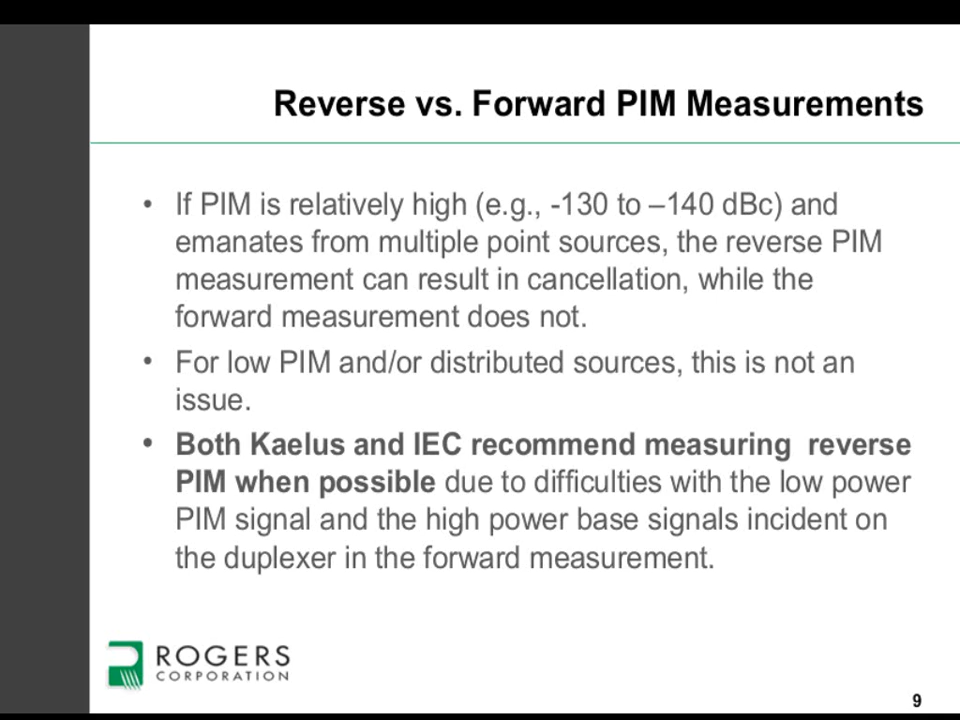 Reverse vs. Forward PIM Measurements
• If PIM is relatively high (e.g., -130 to –140 dBc) and
emanates from multiple point sources, the reverse PIM
measurement can result in cancellation, while the
forward measurement does not.
• For low PIM and/or distributed sources, this is not an
issue.
• Both Kaelus and IEC recommend measuring  reverse
PIM when possible due to difficulties with the low power
PIM signal and the high power base signals incident on
the duplexer in the forward measurement.
ROGERS
CORPORATION
9